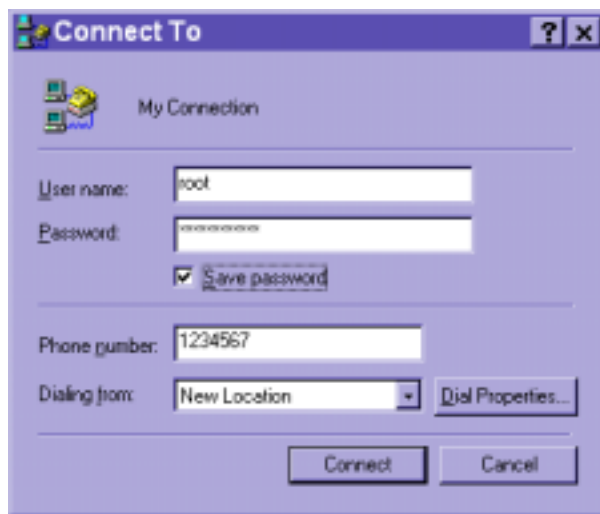 Connect To
My Connection
User name: root
Password: ********
Save password
Phone number: 1234567
Dialing from: New Location Dial Properties...
Connect Cancel